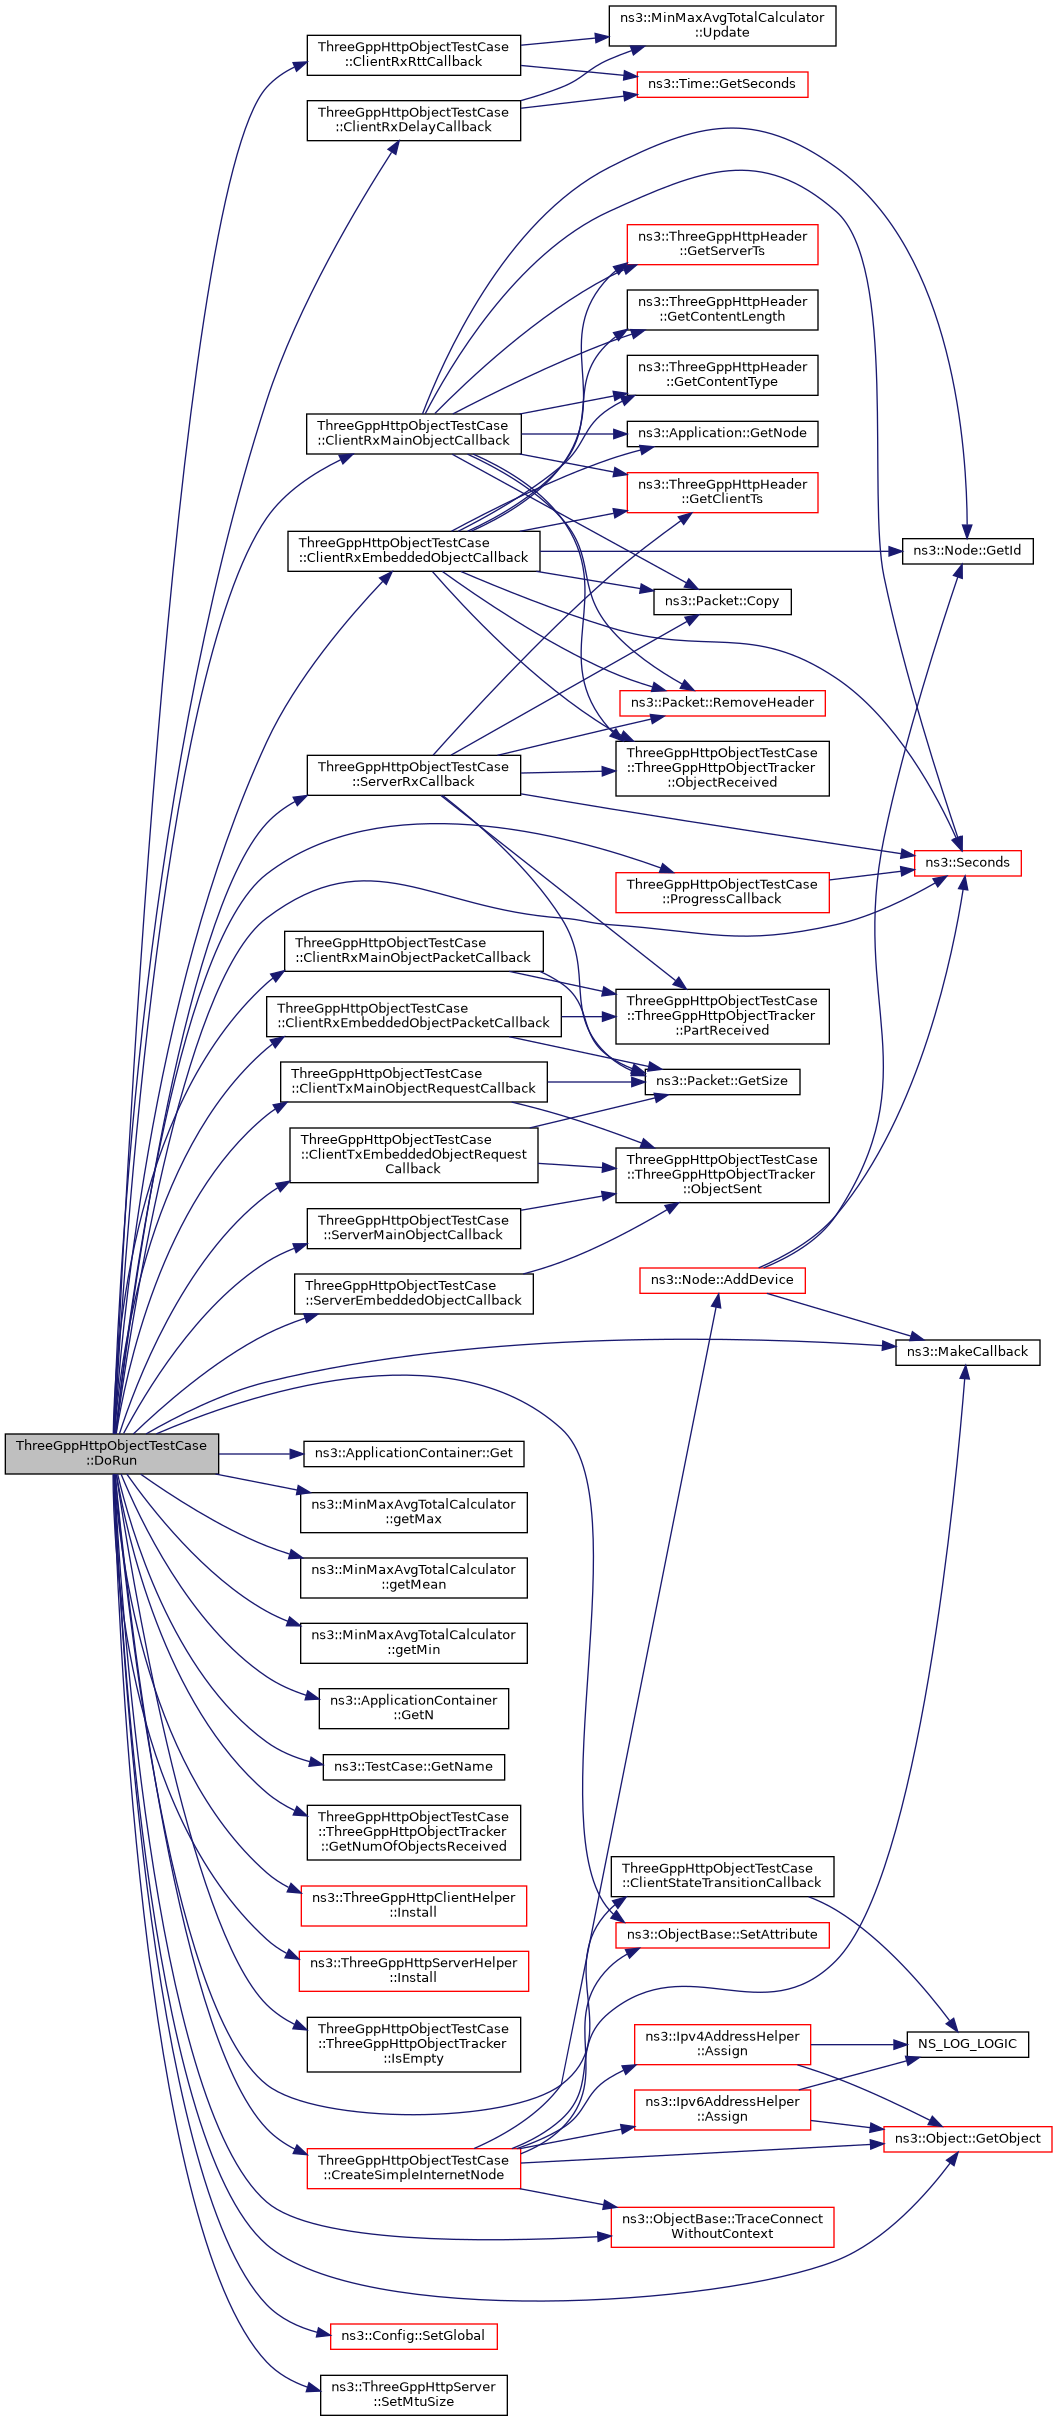 ns3::MinMaxAvgTotalCalculator
::Update
ThreeGppHttpObjectTestCase
::ClientRxRttCallback
ns3::Time::GetSeconds
ThreeGppHttpObjectTestCase
::ClientRxDelayCallback
ns3::ThreeGppHttpHeader
::GetServerTs
ns3::ThreeGppHttpHeader
::GetContentLength
ns3::ThreeGppHttpHeader
::GetContentType
ThreeGppHttpObjectTestCase
::ClientRxMainObjectCallback
ns3::Application::GetNode
ns3::ThreeGppHttpHeader
::GetClientTs
ThreeGppHttpObjectTestCase
::ClientRxEmbeddedObjectCallback
ns3::Node::GetId
ns3::Packet::Copy
ns3::Packet::RemoveHeader
ThreeGppHttpObjectTestCase
::ThreeGppHttpObjectTracker
::ObjectReceived
ThreeGppHttpObjectTestCase
::ServerRxCallback
ns3::Seconds
ThreeGppHttpObjectTestCase
::ProgressCallback
ThreeGppHttpObjectTestCase
::ClientRxMainObjectPacketCallback
ThreeGppHttpObjectTestCase
::ThreeGppHttpObjectTracker
::PartReceived
ThreeGppHttpObjectTestCase
::ClientRxEmbeddedObjectPacketCallback
ns3::Packet::GetSize
ThreeGppHttpObjectTestCase
::ClientTxMainObjectRequestCallback
ThreeGppHttpObjectTestCase
::ClientTxEmbeddedObjectRequest
Callback
ThreeGppHttpObjectTestCase
::ThreeGppHttpObjectTracker
::ObjectSent
ThreeGppHttpObjectTestCase
::ServerMainObjectCallback
ThreeGppHttpObjectTestCase
::ServerEmbeddedObjectCallback
ns3::Node::AddDevice
ns3::MakeCallback
ThreeGppHttpObjectTestCase
::DoRun
ns3::ApplicationContainer::Get
ns3::MinMaxAvgTotalCalculator
::getMax
ns3::MinMaxAvgTotalCalculator
::getMean
ns3::MinMaxAvgTotalCalculator
::getMin
ns3::ApplicationContainer
::GetN
ns3::TestCase::GetName
ThreeGppHttpObjectTestCase
::ThreeGppHttpObjectTracker
::GetNumOfObjectsReceived
ThreeGppHttpObjectTestCase
::ClientStateTransitionCallback
ns3::ThreeGppHttpClientHelper
::Install
ns3::ObjectBase::SetAttribute
ns3::ThreeGppHttpServerHelper
::Install
ThreeGppHttpObjectTestCase
::ThreeGppHttpObjectTracker
::IsEmpty
ns3::Ipv4AddressHelper
::Assign
NS_LOG_LOGIC
ns3::Ipv6AddressHelper
::Assign
ns3::Object::GetObject
ThreeGppHttpObjectTestCase
::CreateSimpleInternetNode
ns3::ObjectBase::TraceConnect
WithoutContext
ns3::Config::SetGlobal
ns3::ThreeGppHttpServer
::SetMtuSize